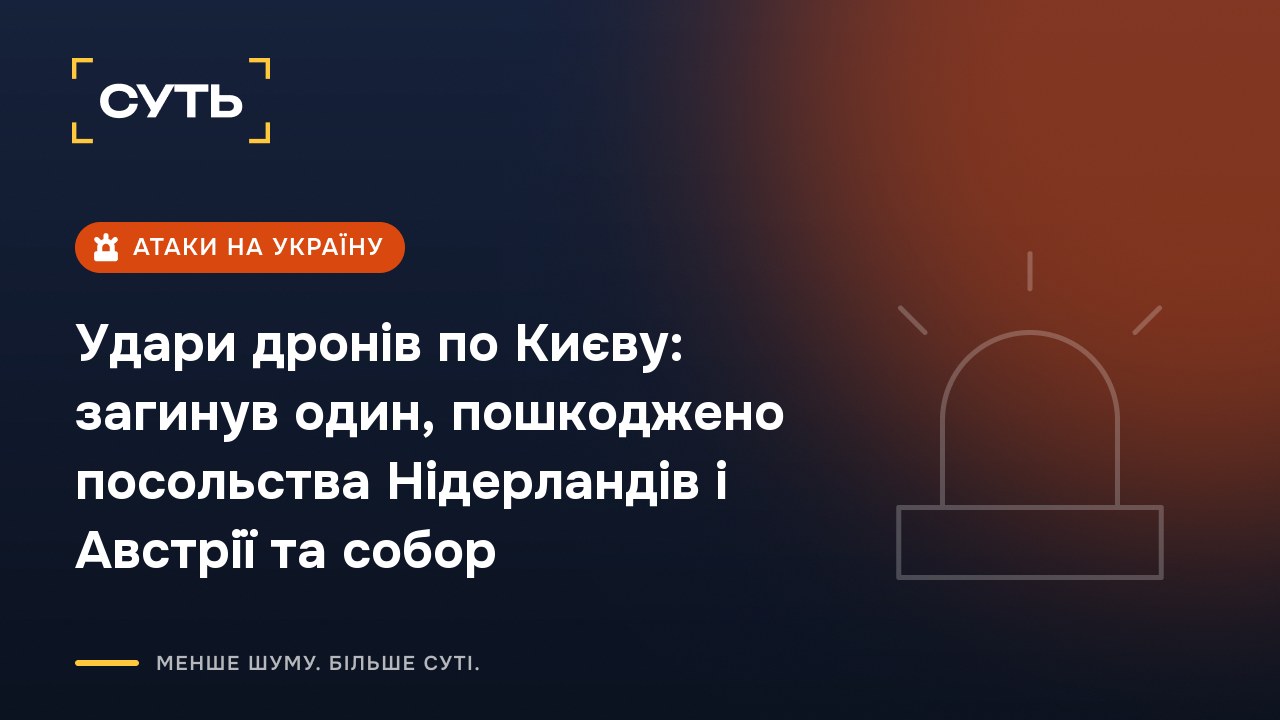 СУТЬ
АТАКИ НА УКРАЇНУ
Удари дронів по Києву:
загинув один, пошкоджено
посольства Нідерландів і
Австрії та собор
МЕНШЕ ШУМУ. БІЛЬШЕ СУТІ.